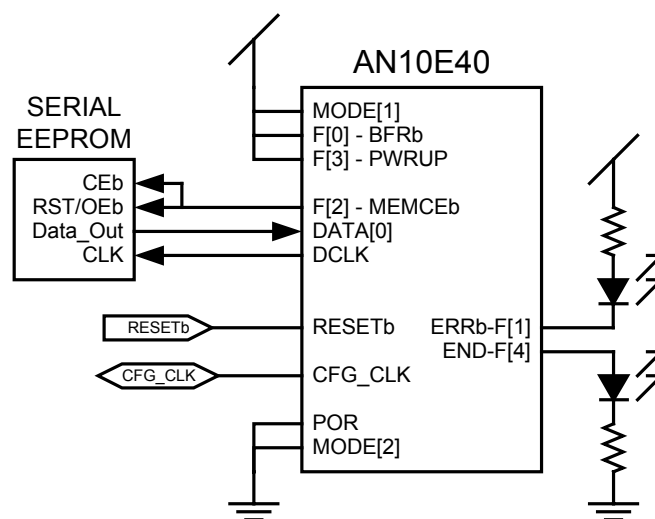 AN10E40
SERIAL
EEPROM
MODE[1]
F[0] - BFRb
F[3] - PWRUP
CEb
RST/OEb
F[2] - MEMCEb
Data_Out
DATA[0]
CLK
DCLK
RESETb
RESETb
ERRb-F[1]
END-F[4]
CFG_CLK
CFG_CLK
POR
MODE[2]